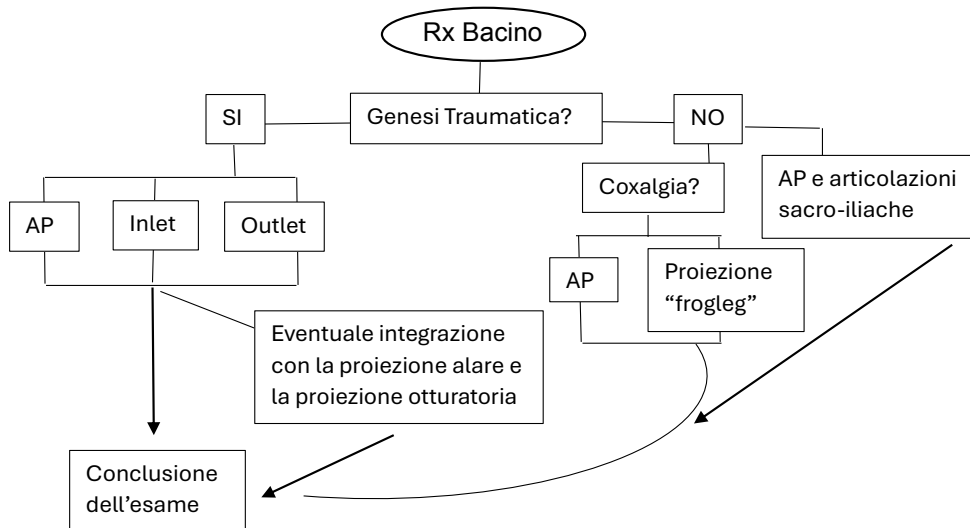 Rx Bacino
SI
Genesi Traumatica?
NO
AP
Inlet
Outlet
Coxalgia?
AP e articolazioni
sacro-iliache
AP
Proiezione
“frogleg”
Eventuale integrazione
con la proiezione alare e
la proiezione otturatoria
Conclusione
dell’esame